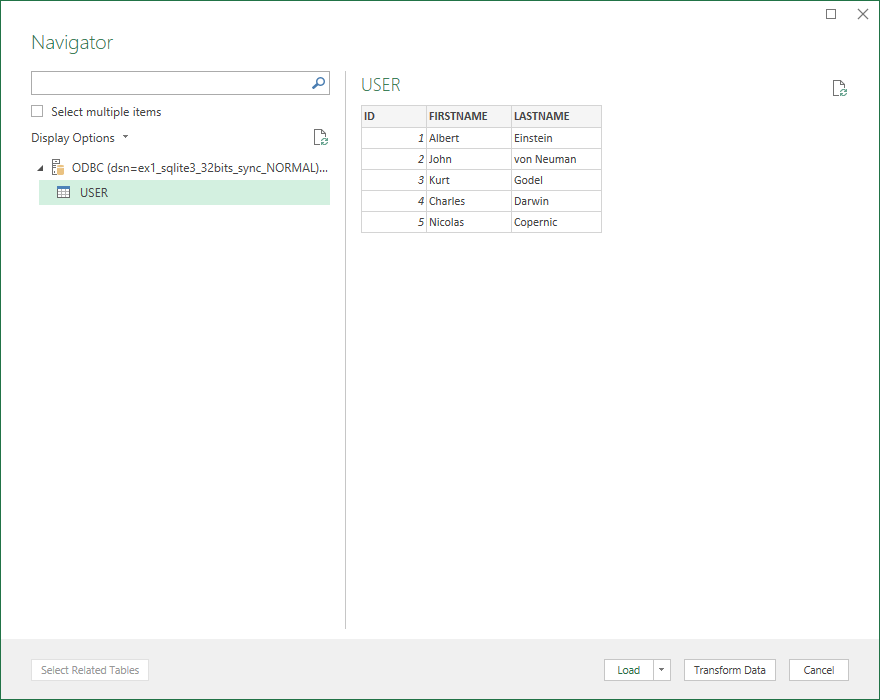 Navigator
Select multiple items
Display Options
ODBC (dsn=ex1_sqlite3_32bits_sync_NORMAL)...
USER
USER
ID FIRSTNAME LASTNAME
1 Albert Einstein
2 John von Neuman
3 Kurt Godel
4 Charles Darwin
5 Nicolas Copernic
Select Related Tables
Load
Transform Data
Cancel